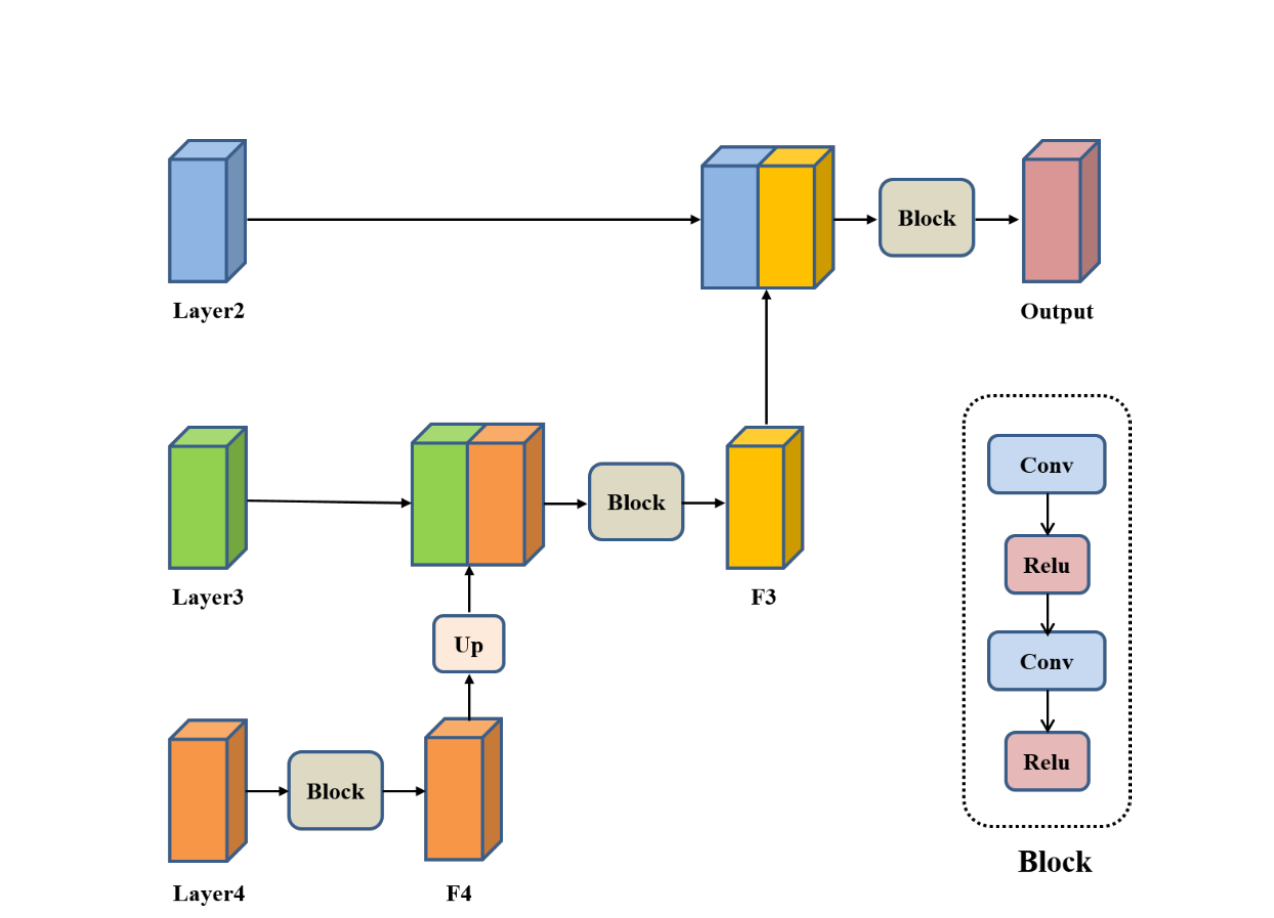 Block
Layer2
Output
Conv
Layer3
Block
F3
Relu
Up
Conv
Relu
Block
Block
Layer4
F4